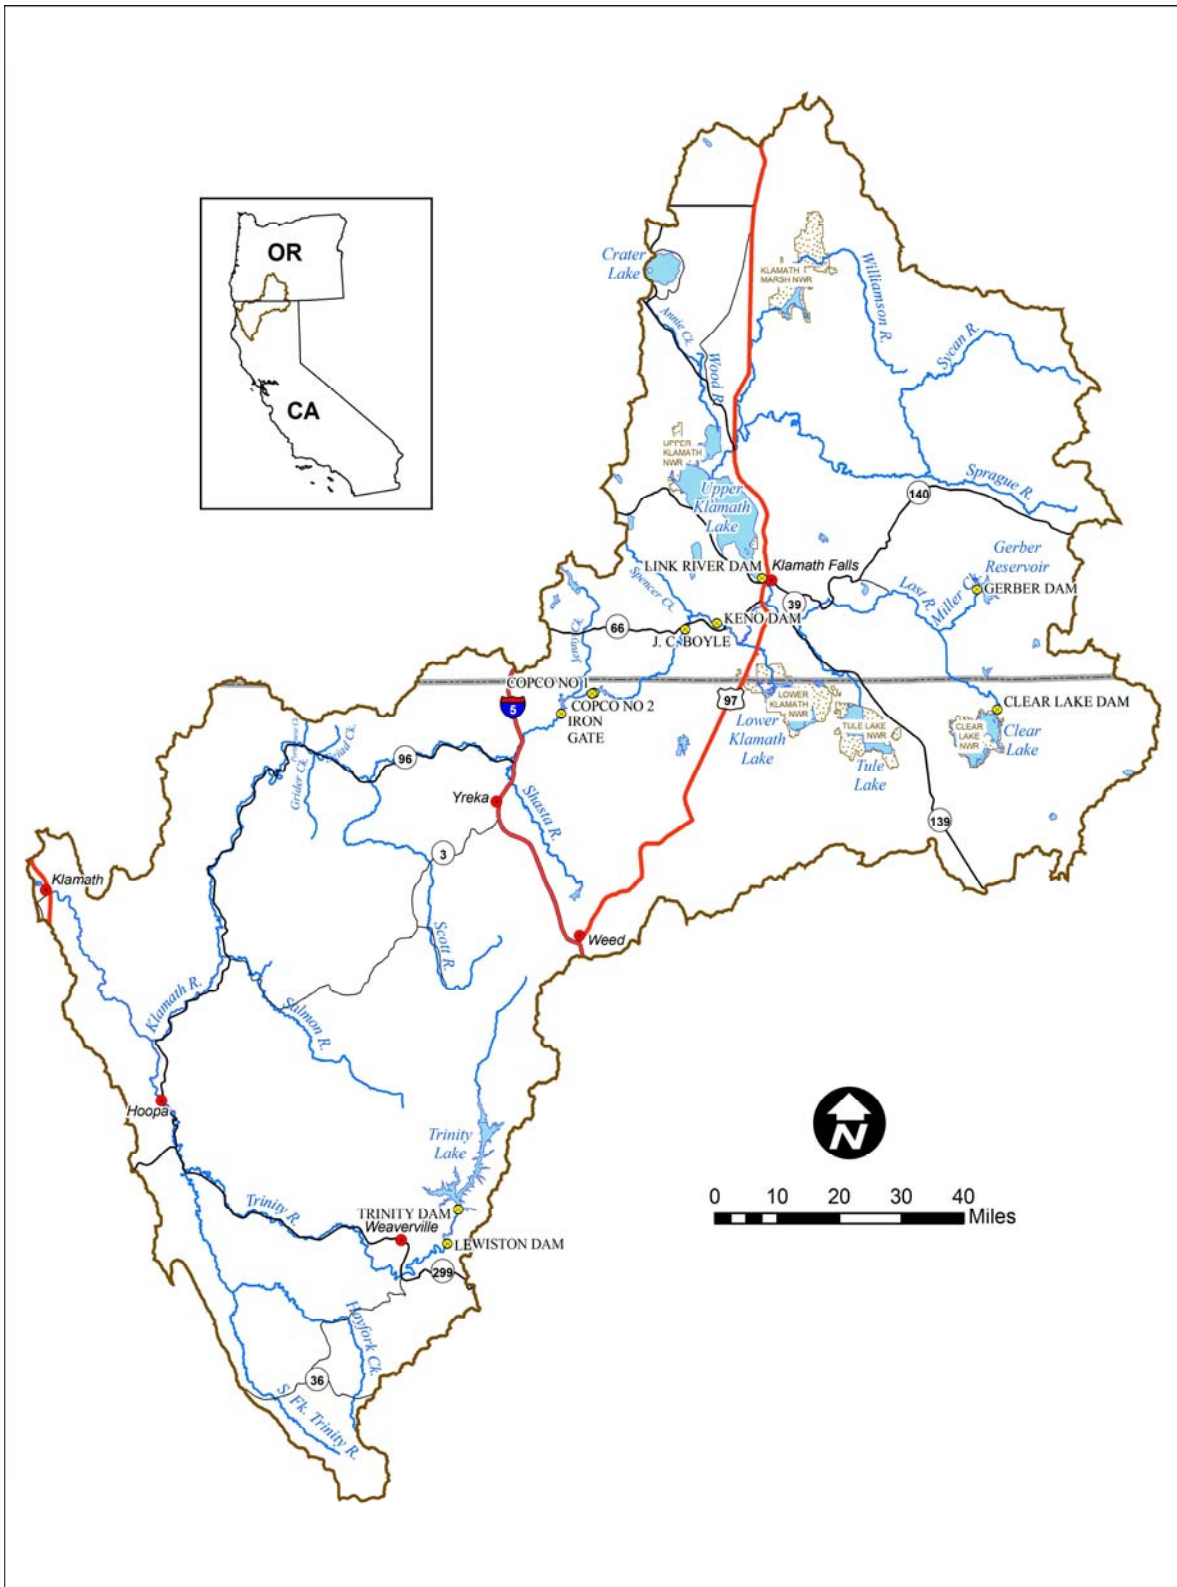 OR
CA
Crater
Lake
KLAMATH
MARSH NWR
Williamson R.
Sycan R.
Annie Ck.
Wood R.
UPPER
KLAMATH
NWR
Upper
Klamath
Lake
Sprague R.
140
Gerber
Reservoir
LINK RIVER DAM
Klamath Falls
Spencer Ck.
Lost R.
Miller Ck.
GERBER DAM
39
KENO DAM
66
J. C. BOYLE
Jenny Ck.
COPCO NO 1
5
COPCO NO 2
IRON
GATE
97
LOWER
KLAMATH
NWR
Lower
Klamath
Lake
TULE LAKE
NWR
Tule
Lake
CLEAR LAKE DAM
CLEAR
LAKE
NWR
Clear
Lake
Grider Ck.
Seiad Ck.
96
Yreka
Shasta R.
3
139
Klamath
Weed
Scott R.
Klamath R.
Salmon R.
Hoopa
Trinity
Lake
N
Trinity R.
TRINITY DAM
Weaverville
LEWISTON DAM
299
0 10 20 30 40
Miles
Hayfork Ck.
36
S. Fk. Trinity R.